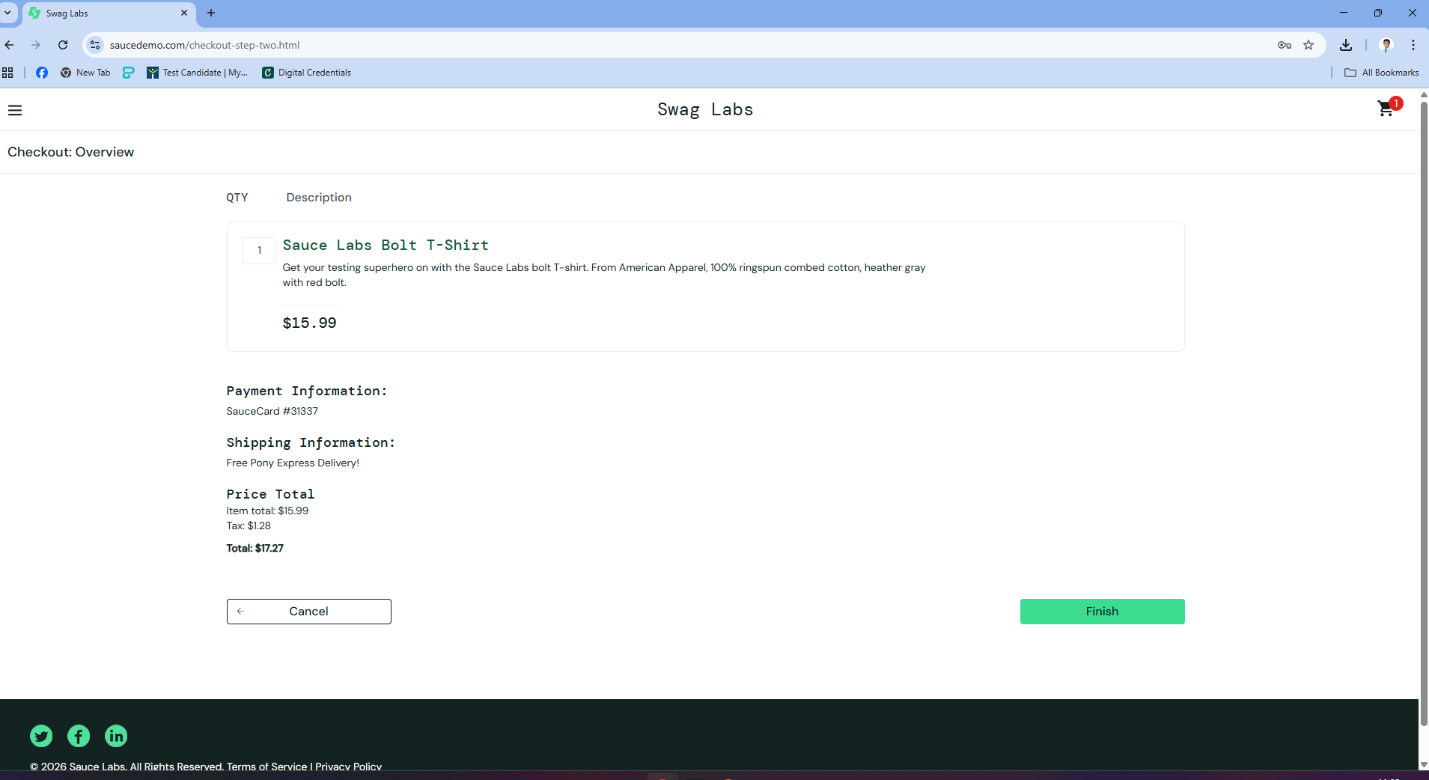 Swag Labs
saucedemo.com/checkout-step-two.html
New Tab
Test Candidate | My...
Digital Credentials
All Bookmarks
Swag Labs
1
Checkout: Overview
QTY Description
1
Sauce Labs Bolt T-Shirt
Get your testing superhero on with the Sauce Labs bolt T-shirt. From American Apparel, 100% ringspun combed cotton, heather gray
with red bolt.
$15.99
Payment Information:
SauceCard #31337
Shipping Information:
Free Pony Express Delivery!
Price Total
Item total: $15.99
Tax: $1.28
Total: $17.27
Cancel
Finish
© 2026 Sauce Labs. All Rights Reserved. Terms of Service | Privacy Policy